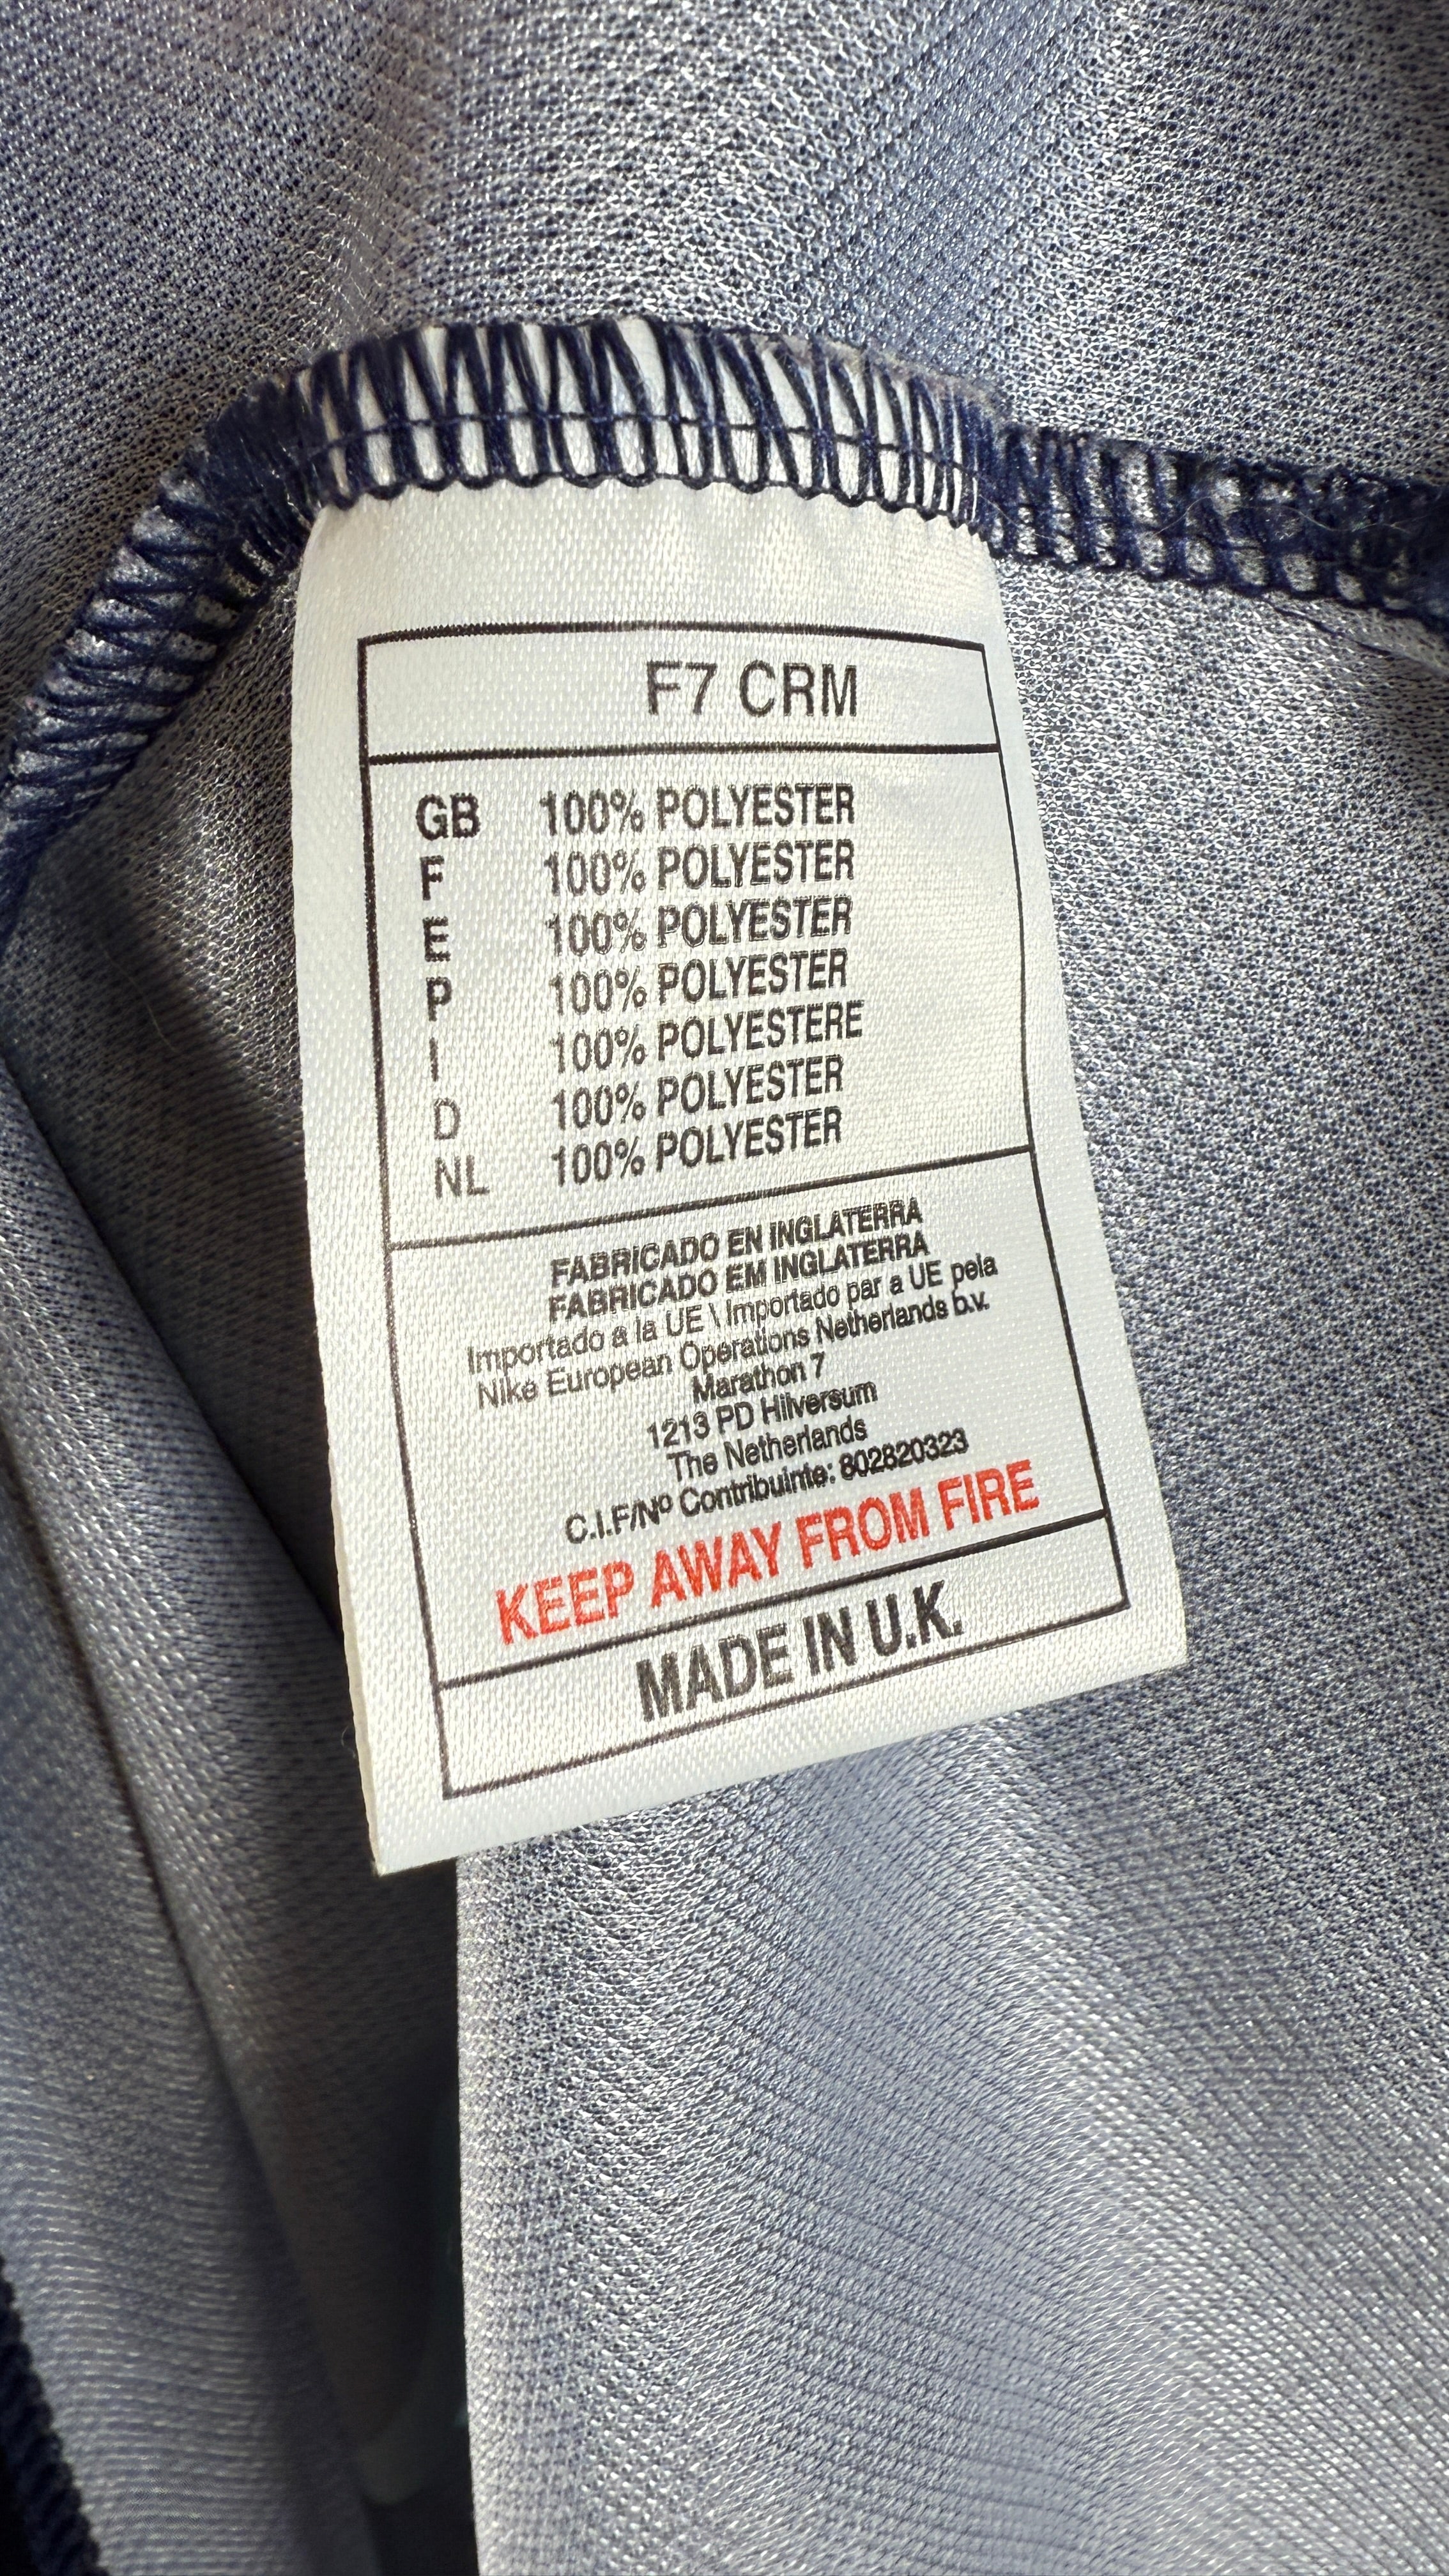 F7 CRM
GB 100% POLYESTER
F 100% POLYESTER
E 100% POLYESTER
P 100% POLYESTER
I 100% POLYESTERE
D 100% POLYESTER
NL 100% POLYESTER
FABRICADO EN INGLATERRA
FABRICADO EM INGLATERRA
Importado a la UE \ Importado par a UE pela
Nike European Operations Netherlands b.v.
Marathon 7
1213 PD Hilversum
The Netherlands
C.I.F/Nº Contribuinte: 802820323
KEEP AWAY FROM FIRE
MADE IN U.K.